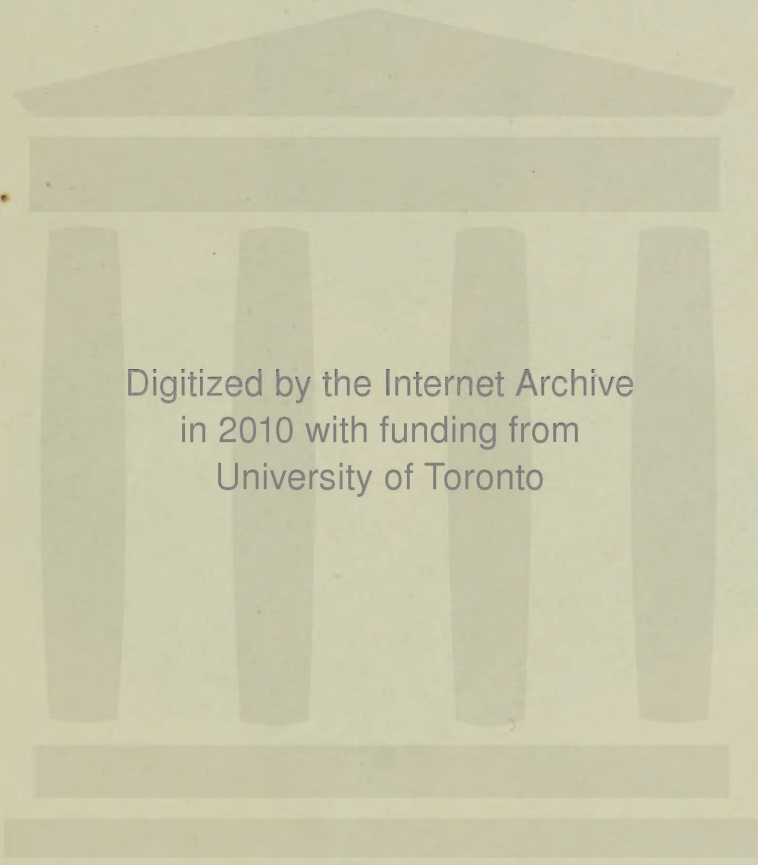 Digitized by the Internet Archive
in 2010 with funding from
University of Toronto